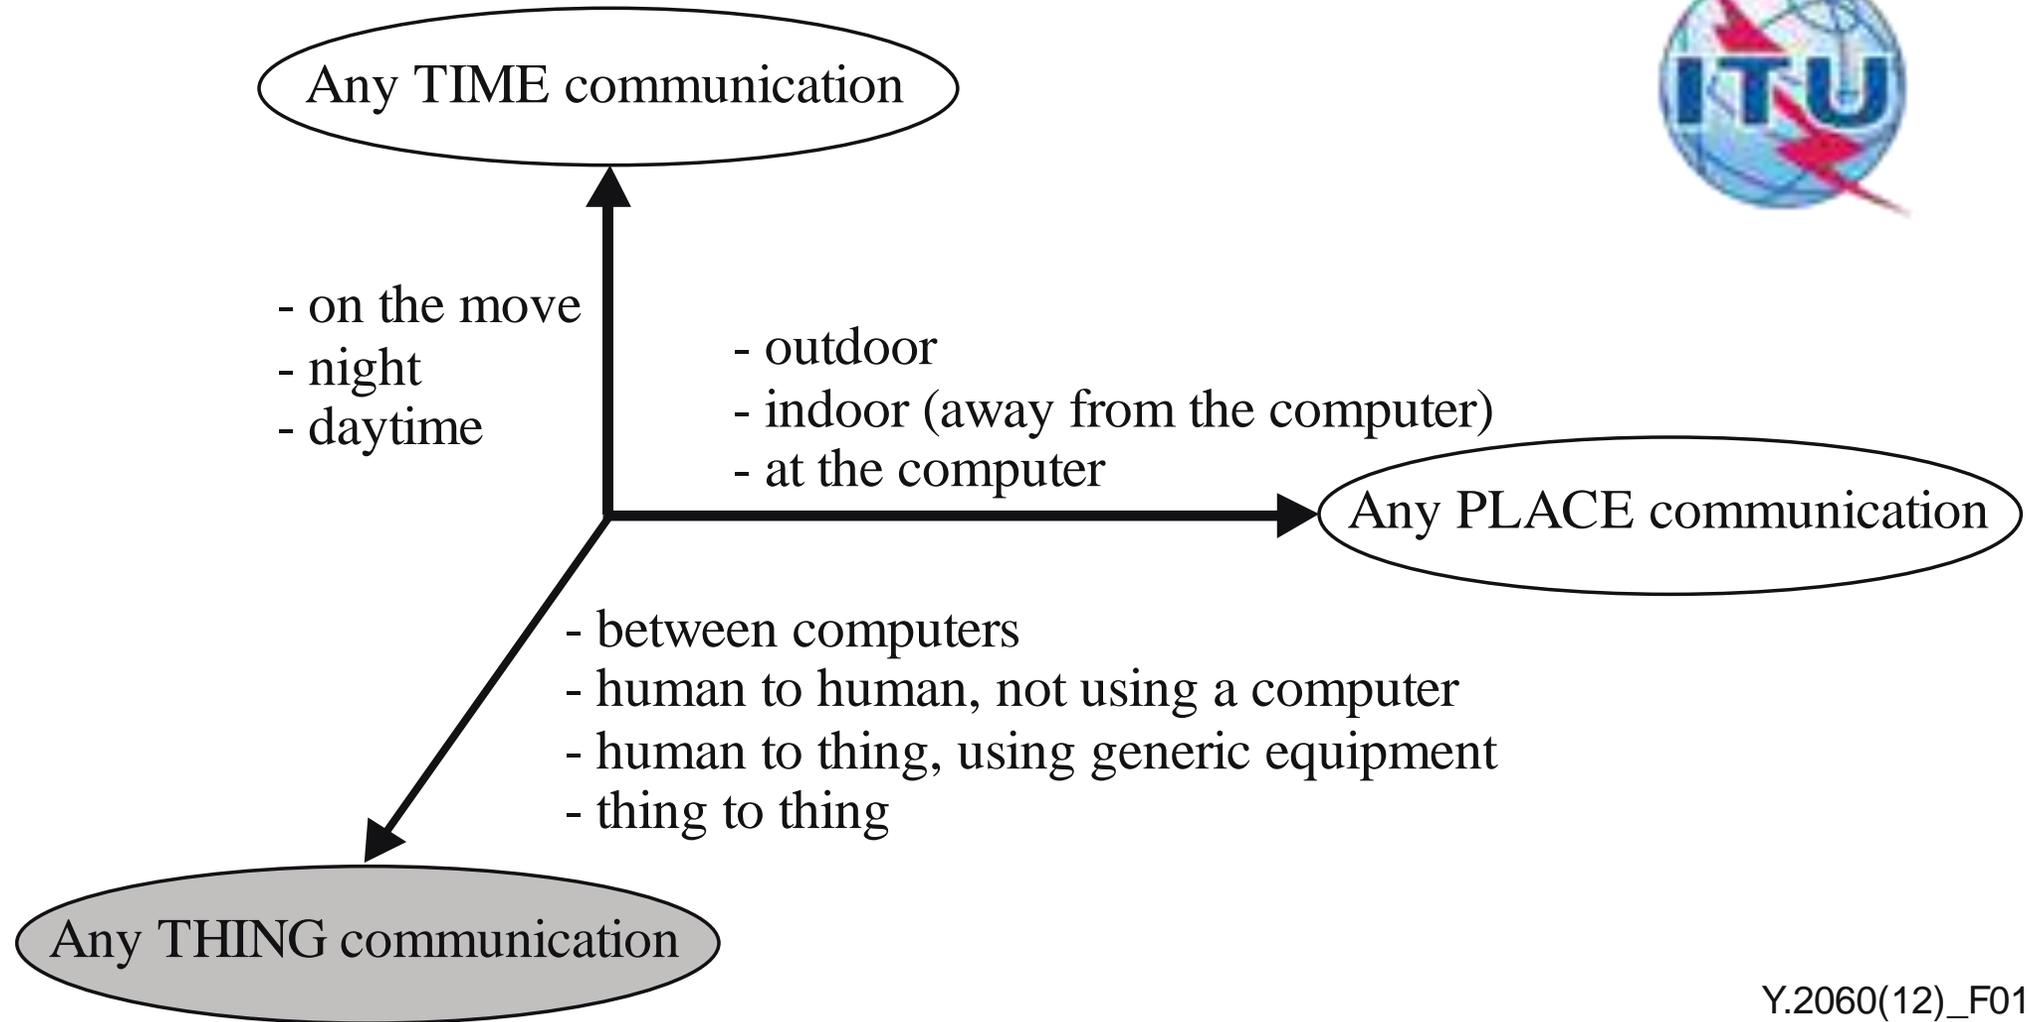 Any TIME communication
ITU
- on the move
- night
- daytime
- outdoor
- indoor (away from the computer)
- at the computer
Any PLACE communication
- between computers
- human to human, not using a computer
- human to thing, using generic equipment
- thing to thing
Any THING communication
Y.2060(12)_F01